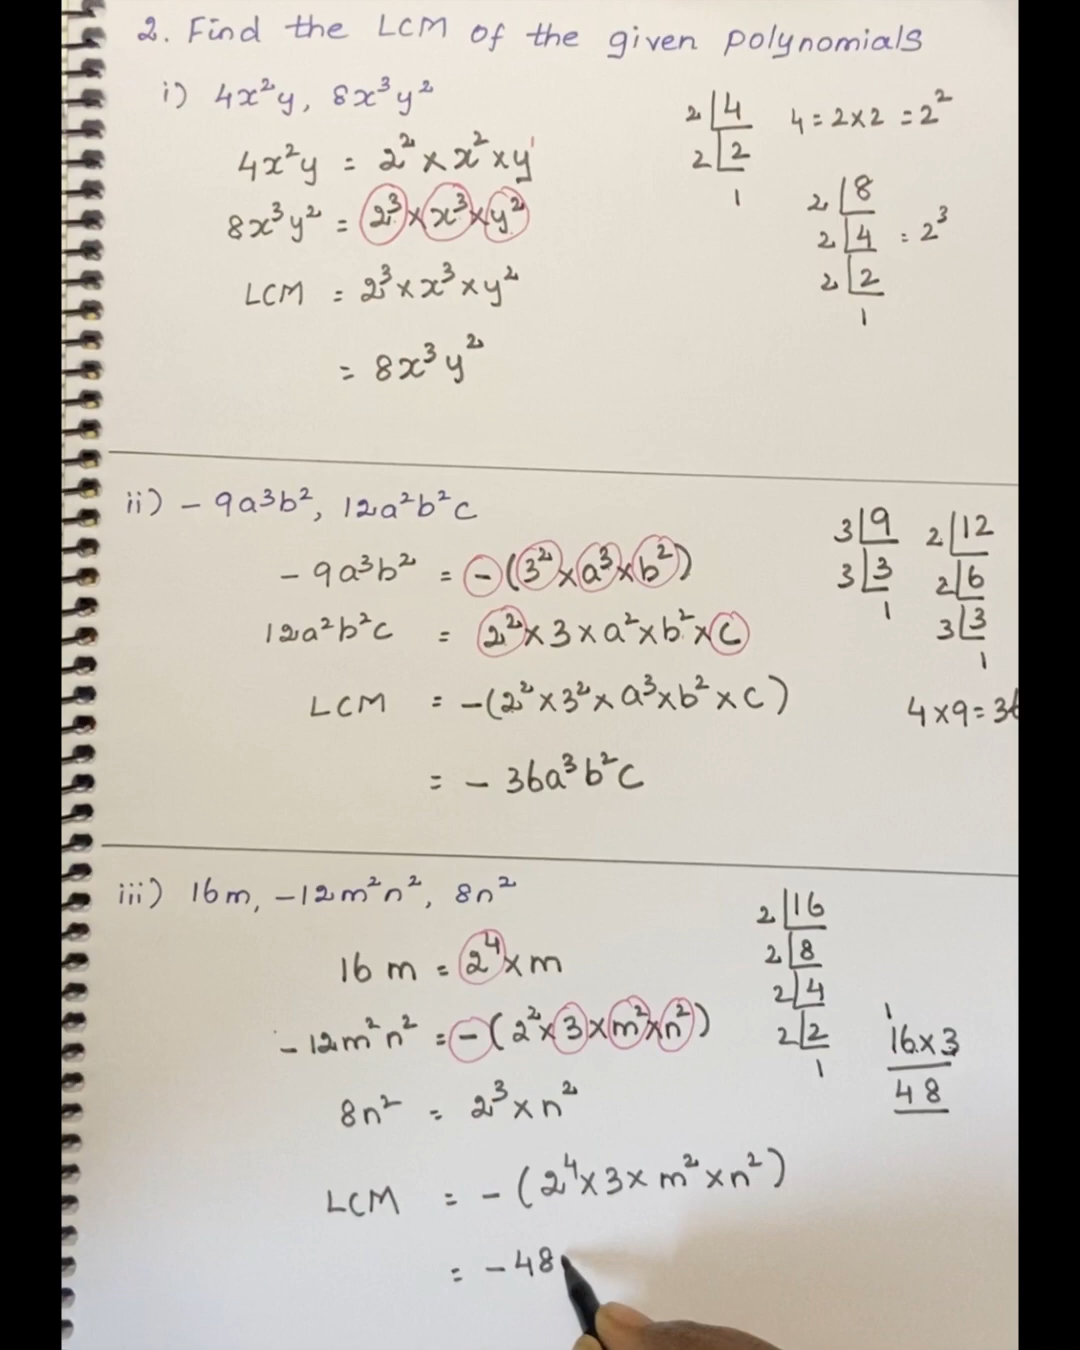 2. Find the LCM of the given polynomials
i) 4x²y, 8x³y²
4x²y = 2² × x² × y¹
8x³y² = 2³ × x³ × y²
LCM = 2³ × x³ × y²
= 8x³y²
2 4
2 2
1
4 = 2×2 = 2²
2 8
2 4 = 2³
2 2
1
ii) - 9a³b², 12a²b²c
- 9a³b² = - (3² × a³ × b²)
12a²b²c = 2² × 3 × a² × b² × c
LCM = - (2² × 3² × a³ × b² × c)
= - 36a³b²c
3 9
3 3
1
2 12
2 6
3 3
1
4 × 9 = 36
iii) 16m, -12m²n², 8n²
16m = 2⁴ × m
- 12m²n² = - (2² × 3 × m² × n²)
8n² = 2³ × n²
LCM = - (2⁴ × 3 × m² × n²)
= - 48
2 16
2 8
2 4
2 2
1
1
16×3
48